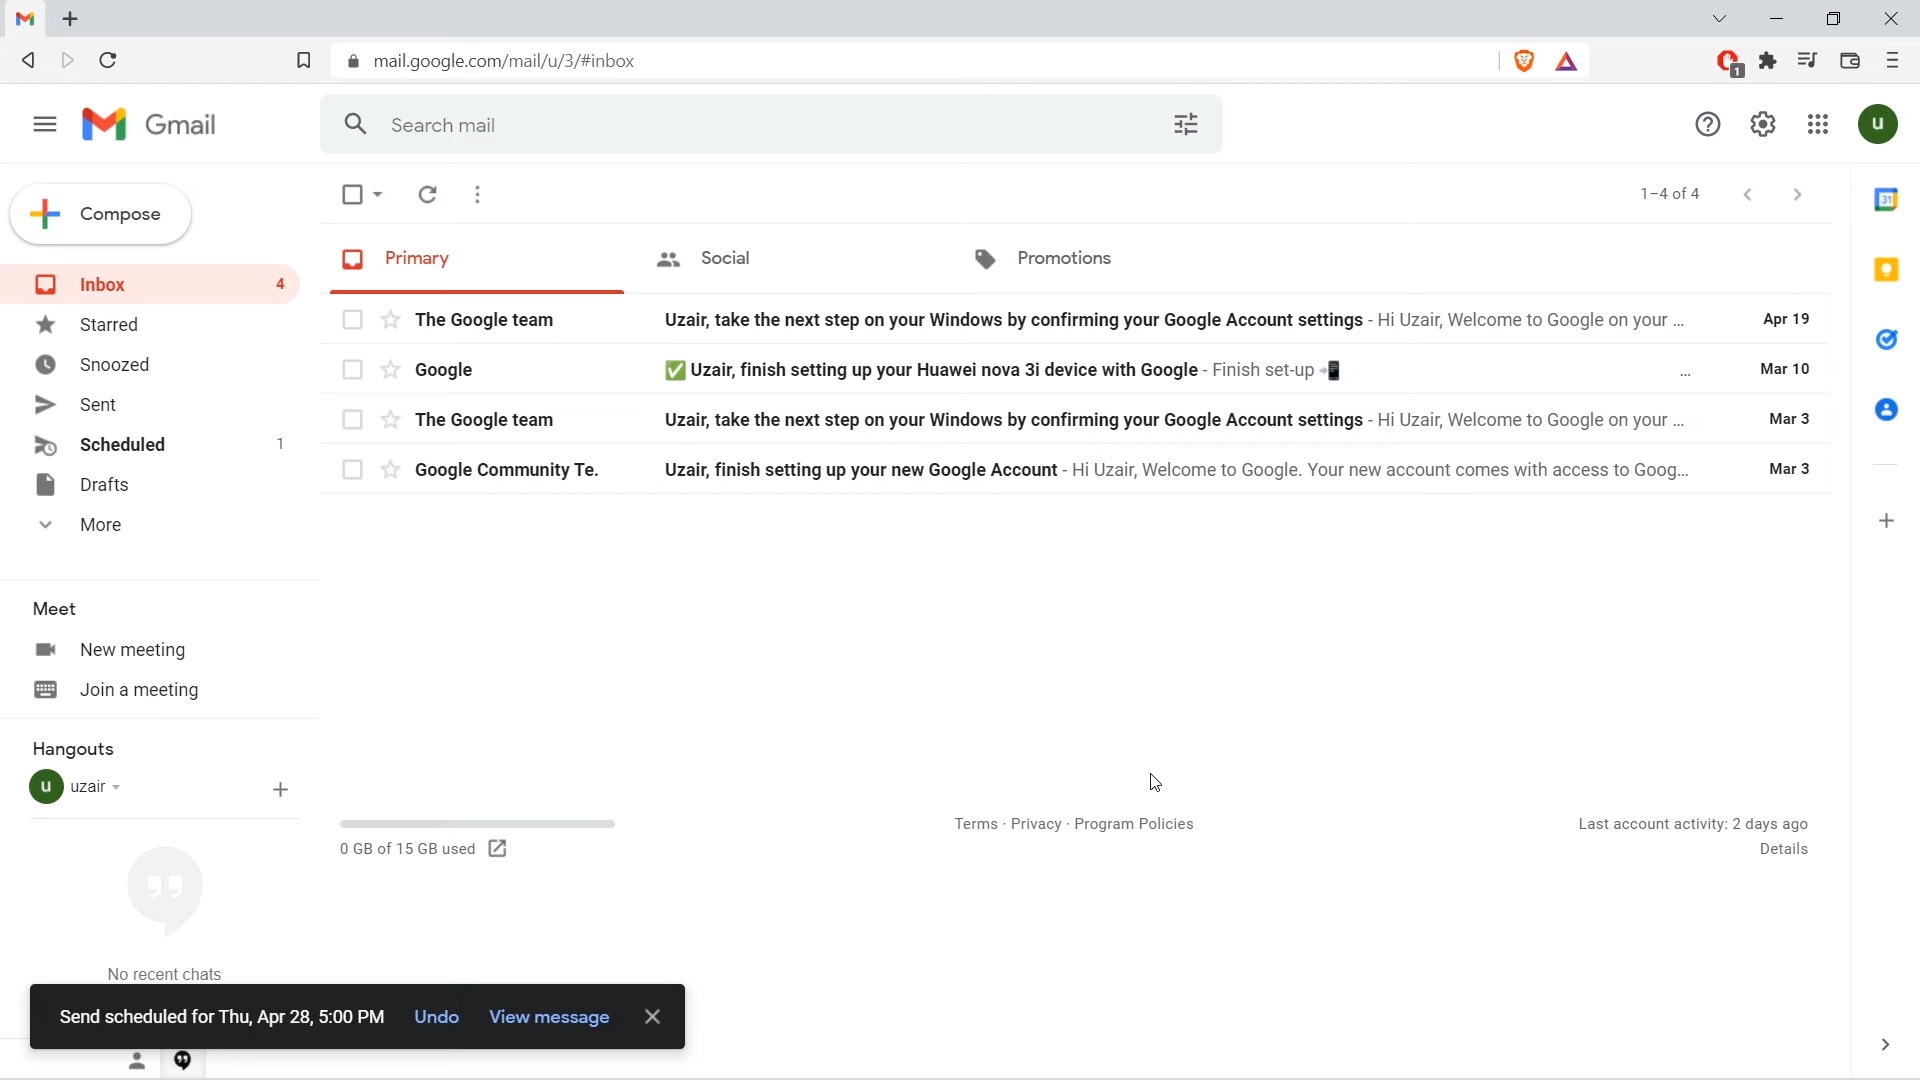 mail.google.com/mail/u/3/#inbox
1
Gmail
Search mail
u
Compose
1–4 of 4
31
Primary
Social
Promotions
Inbox 4
Starred
Snoozed
Sent
Scheduled 1
Drafts
More
The Google team Uzair, take the next step on your Windows by confirming your Google Account settings - Hi Uzair, Welcome to Google on your ... Apr 19
Google ✅ Uzair, finish setting up your Huawei nova 3i device with Google - Finish set-up 📲 ... Mar 10
The Google team Uzair, take the next step on your Windows by confirming your Google Account settings - Hi Uzair, Welcome to Google on your ... Mar 3
Google Community Te. Uzair, finish setting up your new Google Account - Hi Uzair, Welcome to Google. Your new account comes with access to Goog... Mar 3
Meet
New meeting
Join a meeting
Hangouts
u uzair
No recent chats
0 GB of 15 GB used
Terms · Privacy · Program Policies
Last account activity: 2 days ago
Details
Send scheduled for Thu, Apr 28, 5:00 PM Undo View message